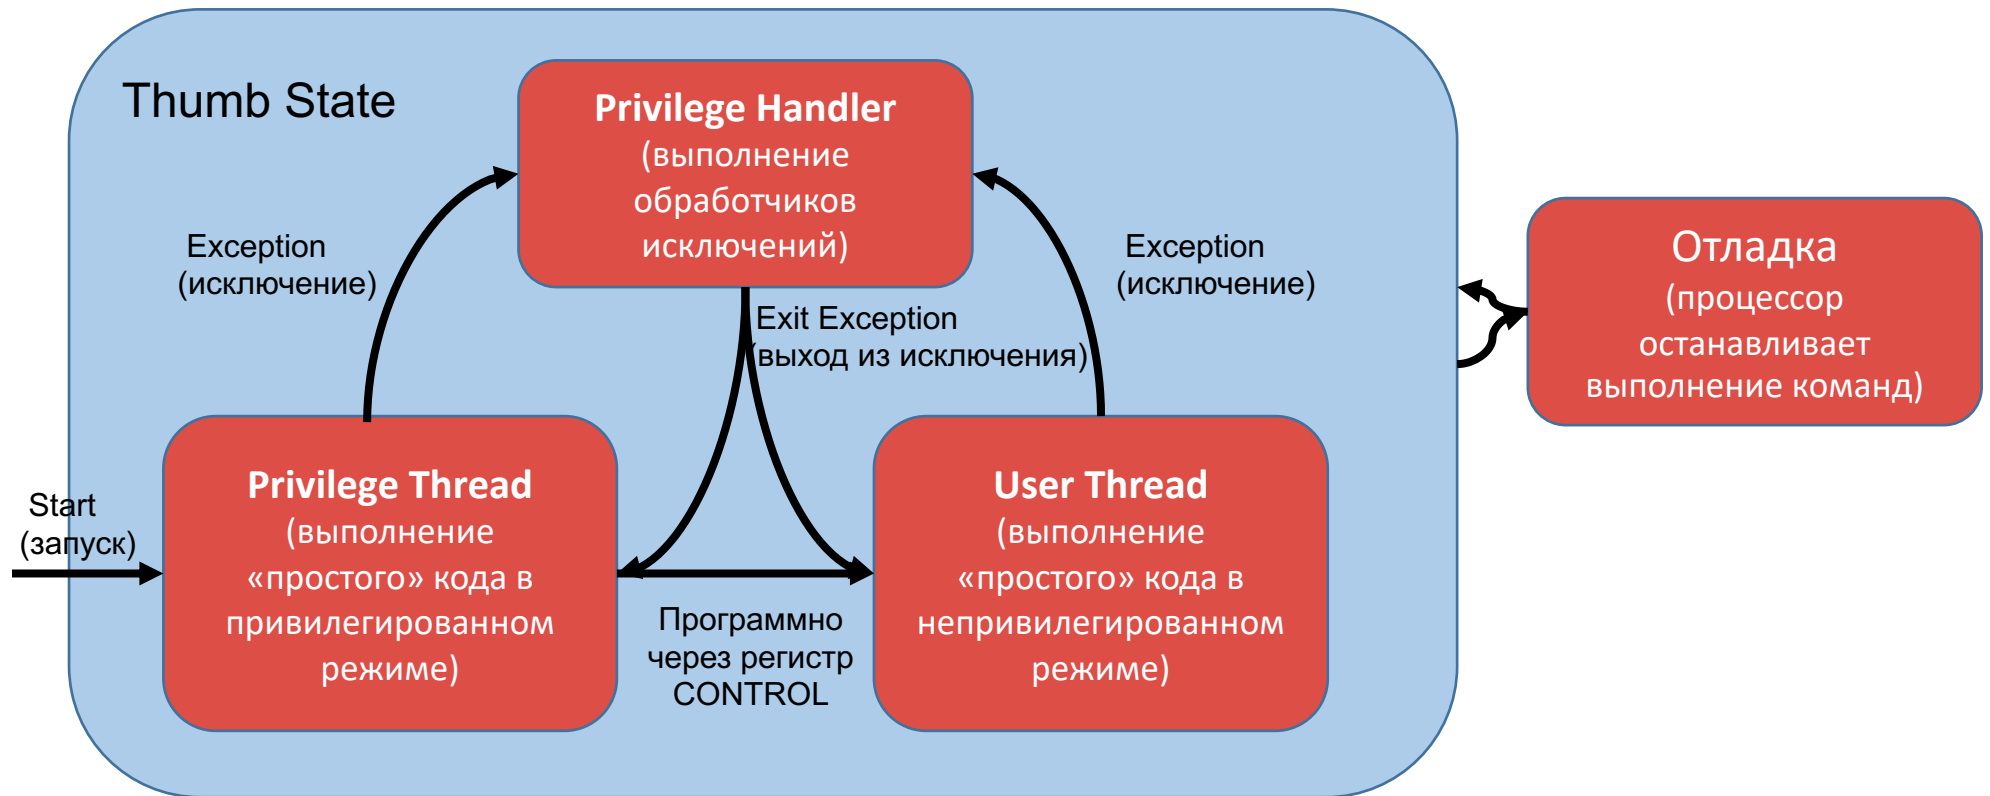 Thumb State
Privilege Handler
(выполнение
обработчиков
исключений)
Exception
(исключение)
Exit Exception
(выход из исключения)
Exception
(исключение)
Отладка
(процессор
останавливает
выполнение команд)
Start
(запуск)
Privilege Thread
(выполнение
«простого» кода в
привилегированном
режиме)
Программно
через регистр
CONTROL
User Thread
(выполнение
«простого» кода в
непривилегированном
режиме)